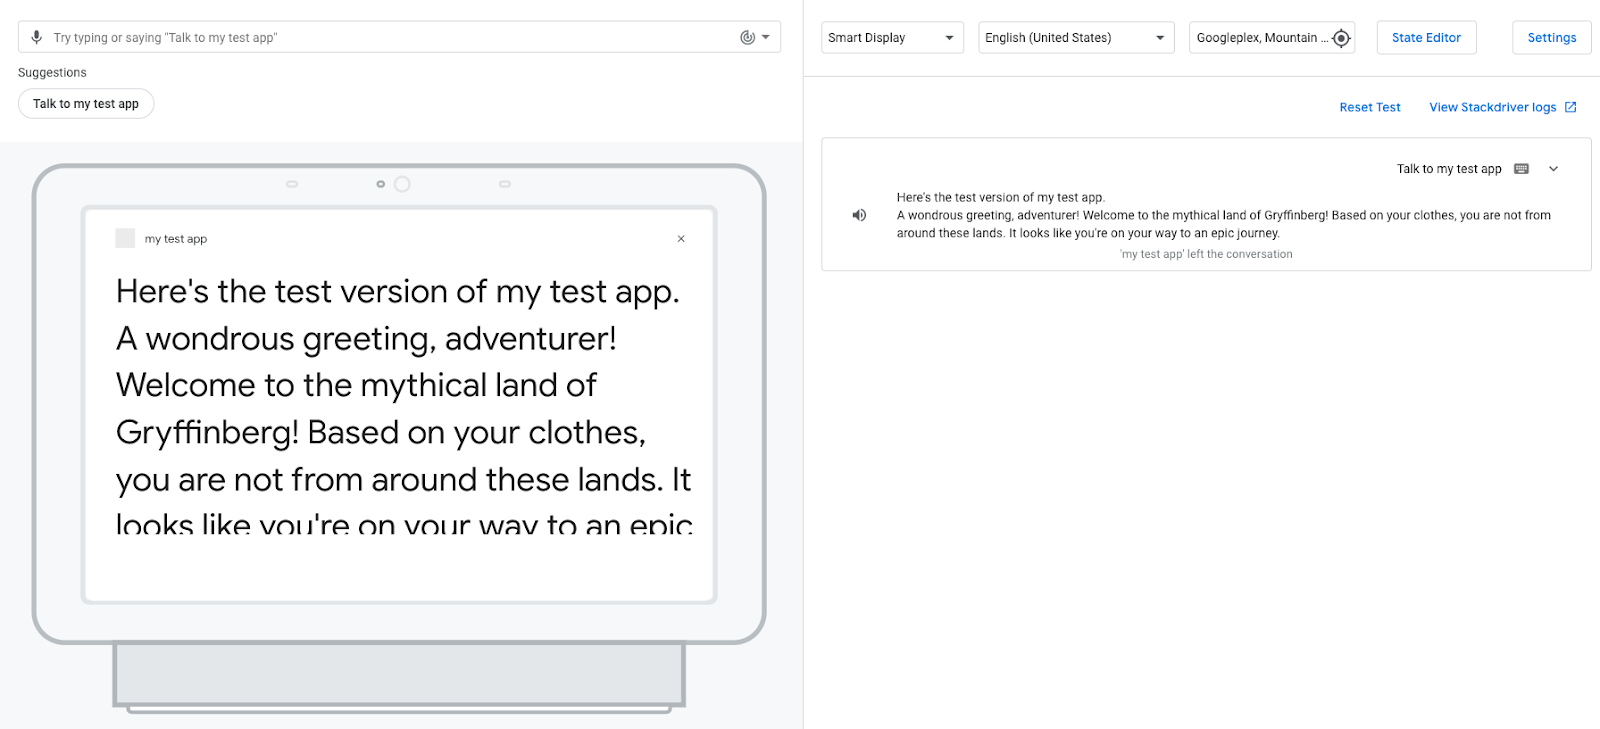 Try typing or saying "Talk to my test app"
Suggestions
Talk to my test app
my test app
Here's the test version of my test app.
A wondrous greeting, adventurer!
Welcome to the mythical land of
Gryffinberg! Based on your clothes,
you are not from around these lands. It
looks like you're on your way to an epic
Smart Display
English (United States)
Googleplex, Mountain ...
State Editor
Settings
Reset Test
View Stackdriver logs
Talk to my test app
Here's the test version of my test app.
A wondrous greeting, adventurer! Welcome to the mythical land of Gryffinberg! Based on your clothes, you are not from
around these lands. It looks like you're on your way to an epic journey.
'my test app' left the conversation